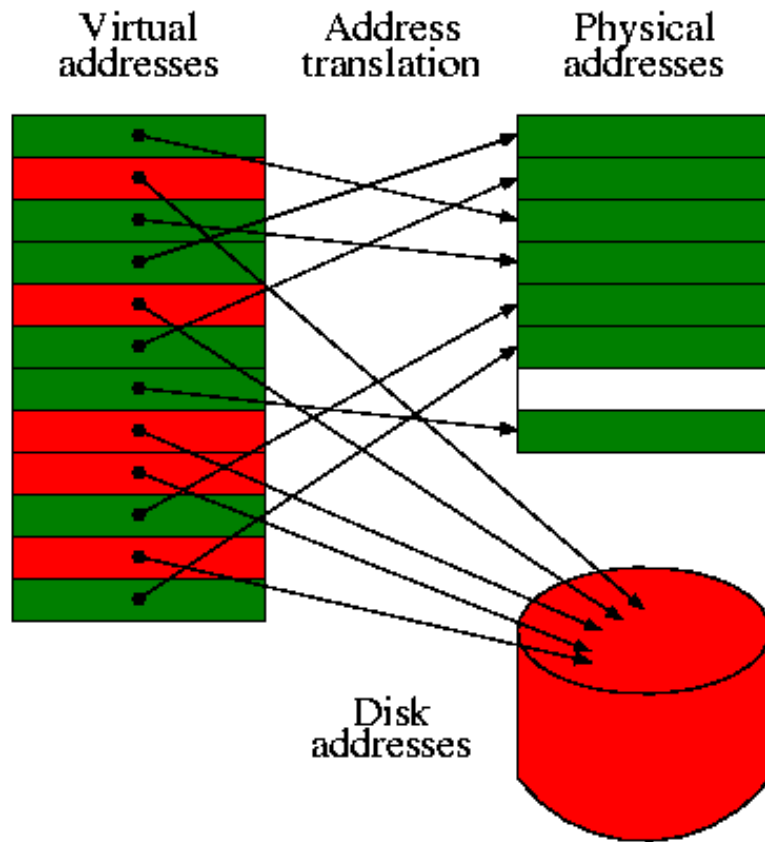 Virtual
addresses
Address
translation
Physical
addresses
Disk
addresses